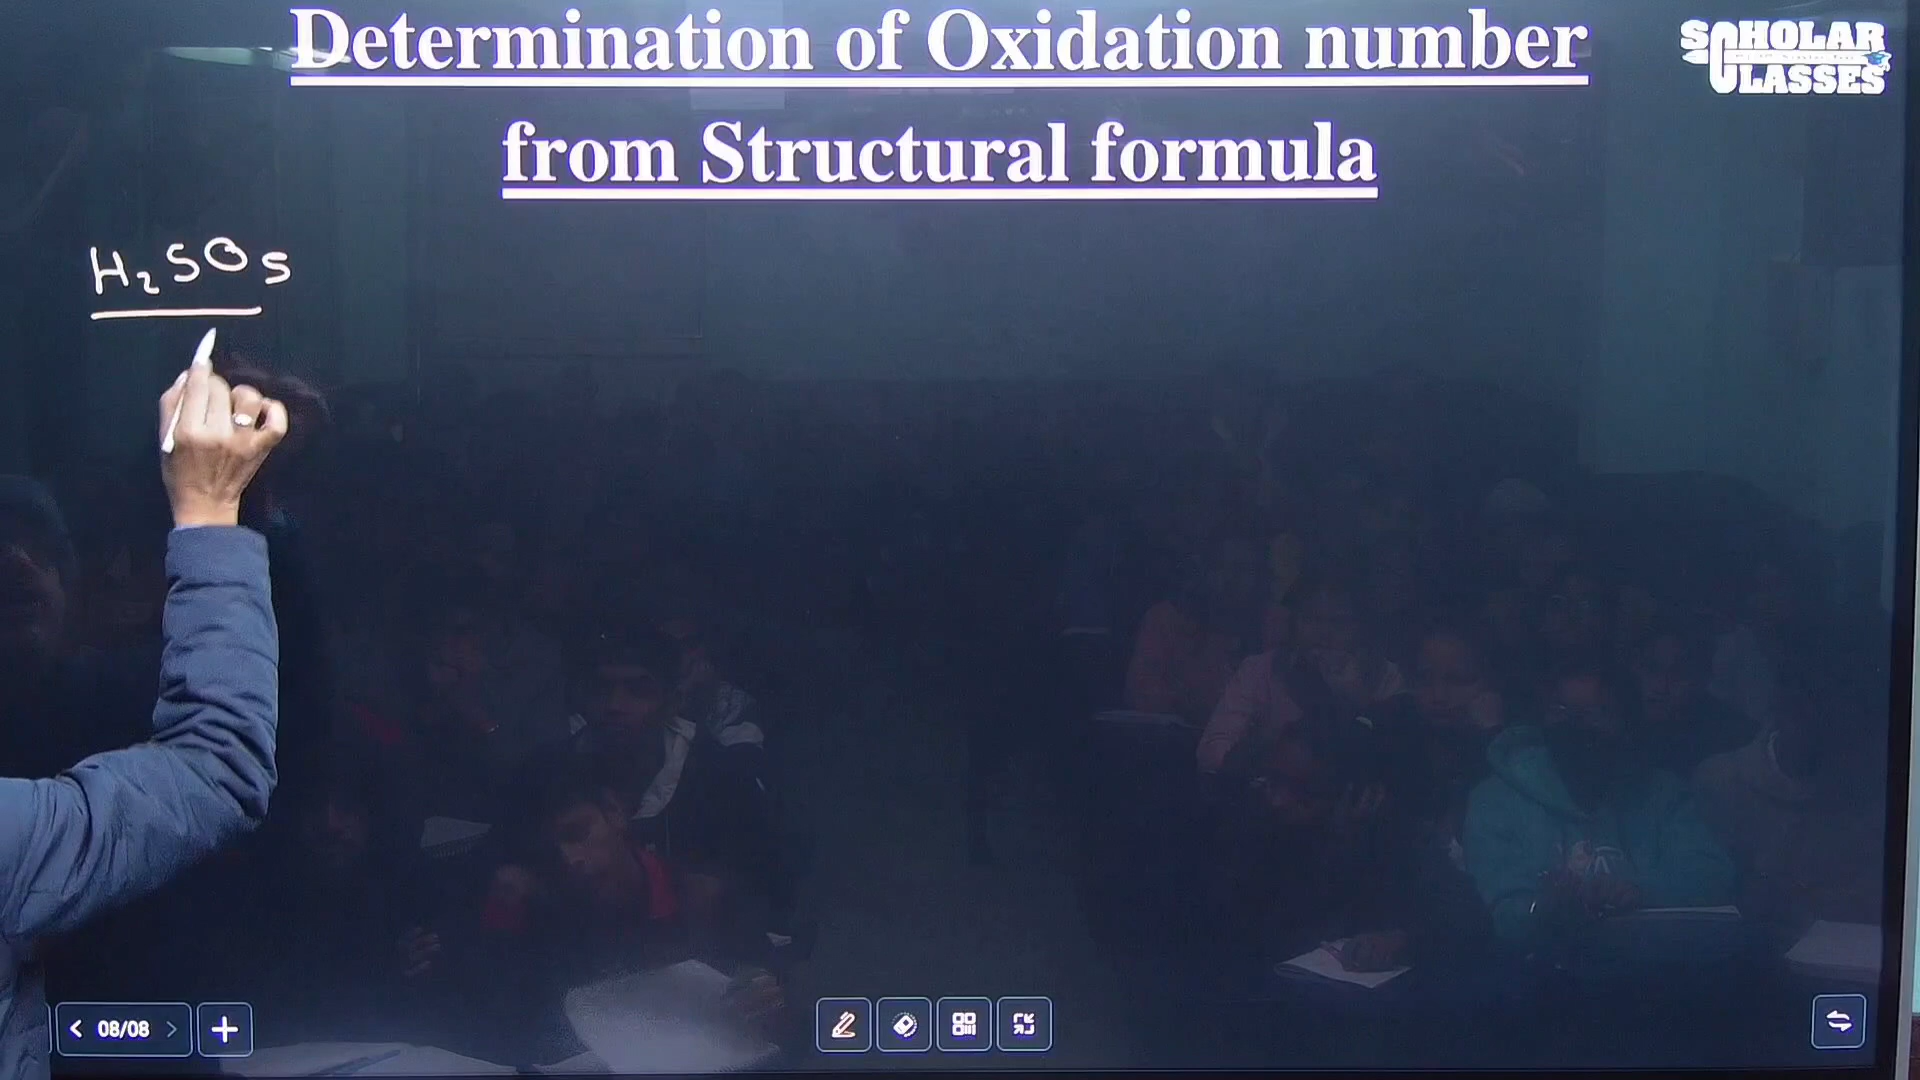 Determination of Oxidation number
from Structural formula
SCHOLAR
CLASSES
H₂SO₅
08/08